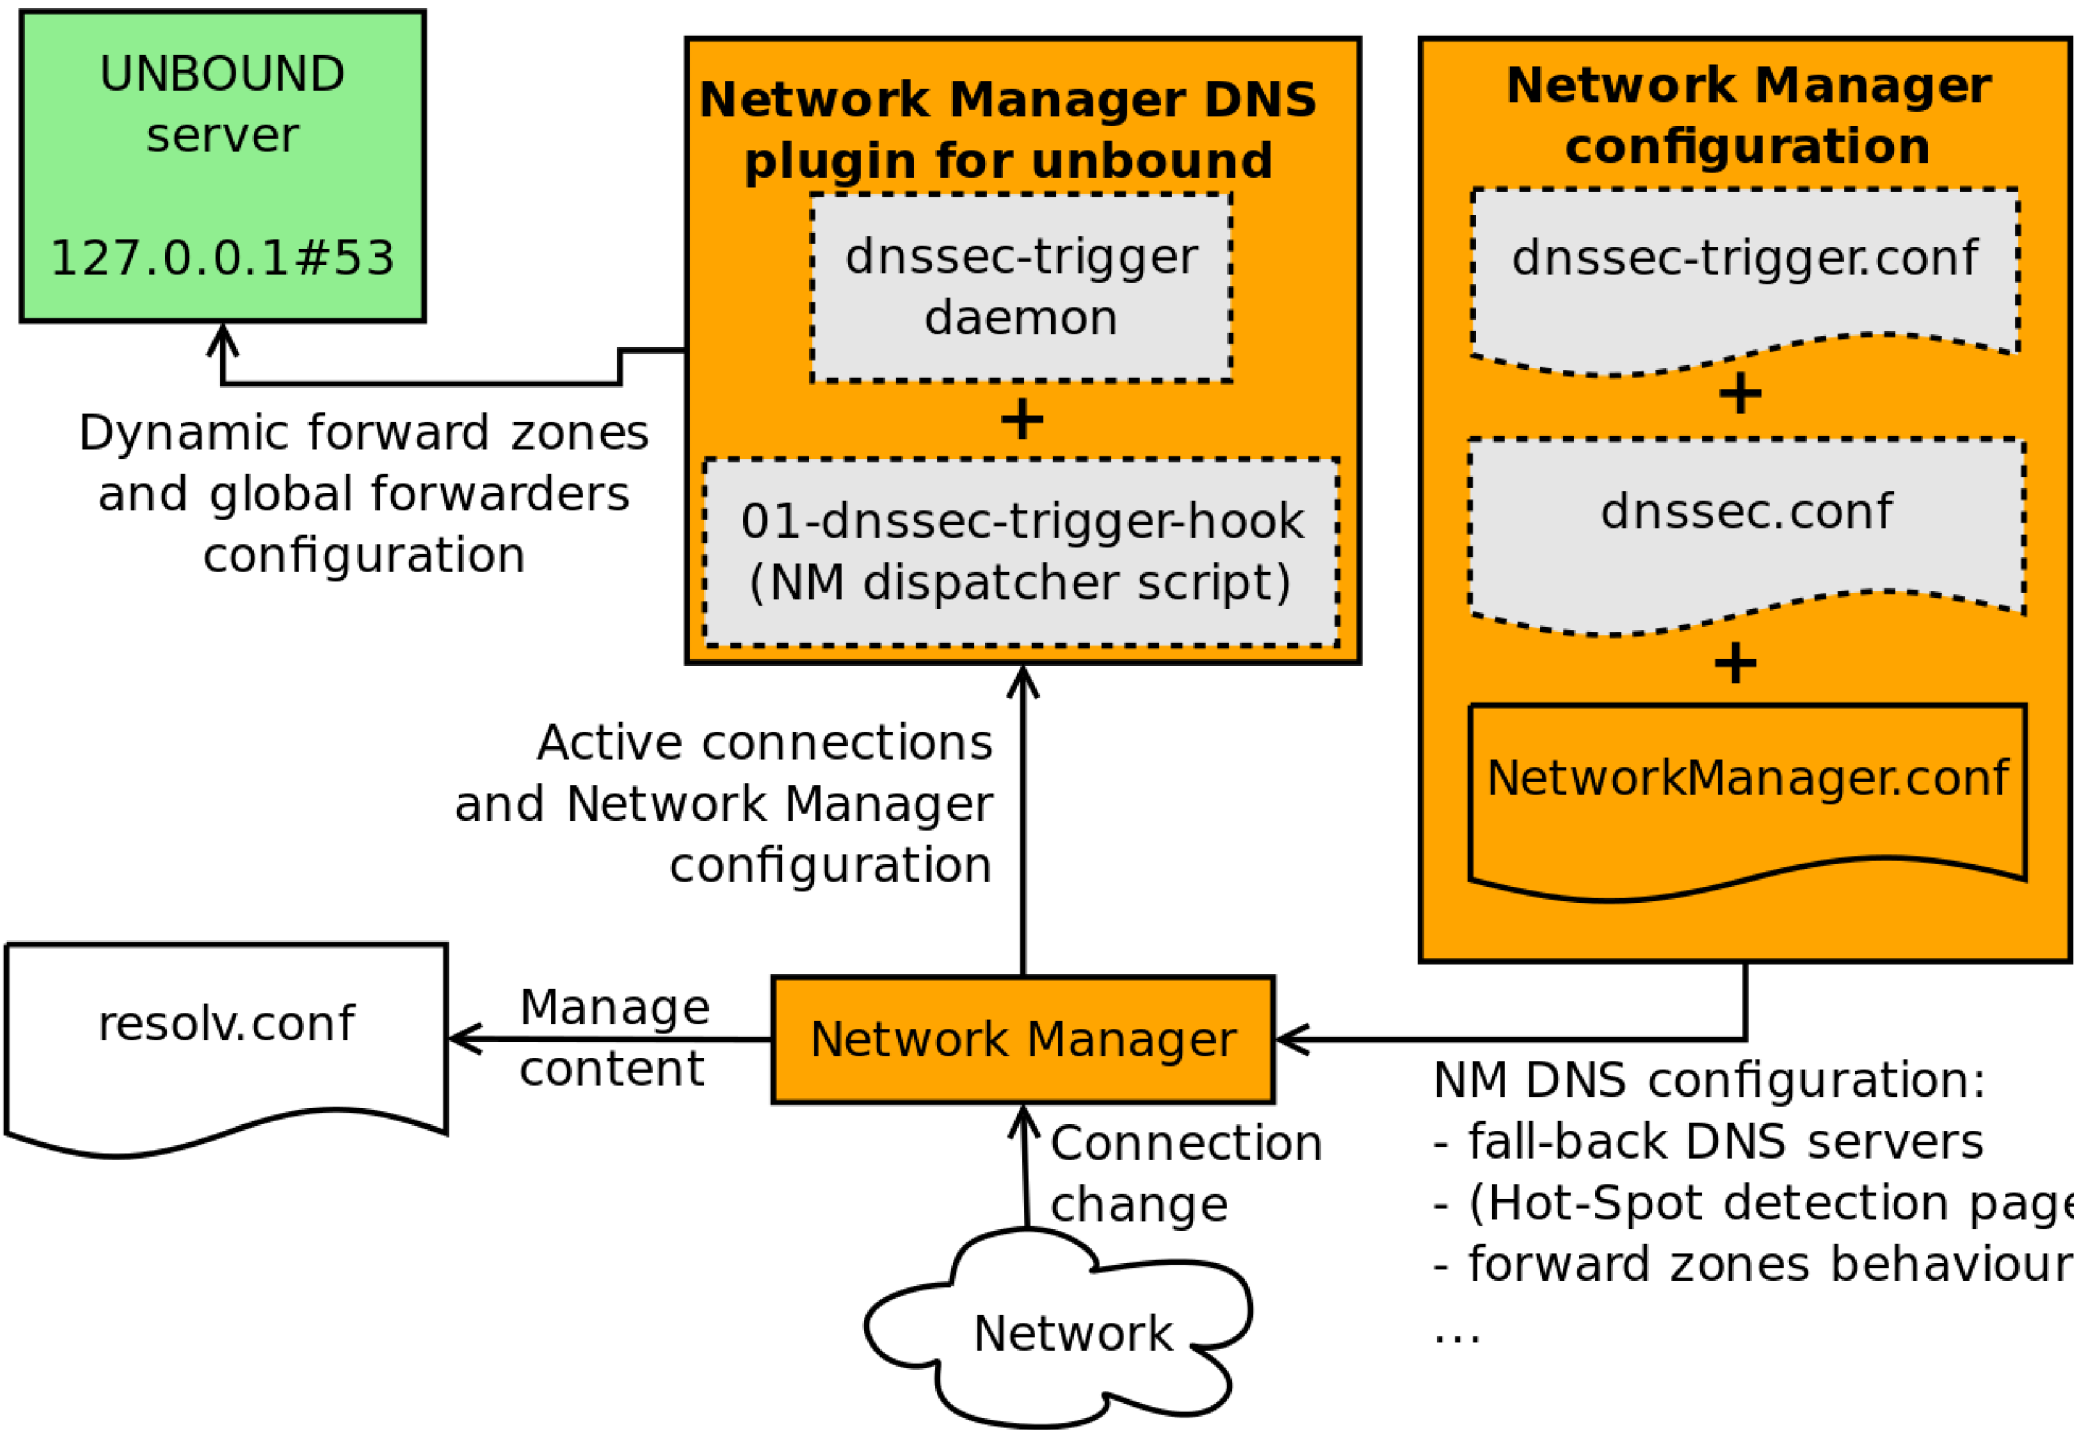 UNBOUND
server
127.0.0.1#53
Network Manager DNS
plugin for unbound
dnssec-trigger
daemon
+
01-dnssec-trigger-hook
(NM dispatcher script)
Network Manager
configuration
dnssec-trigger.conf
+
dnssec.conf
+
NetworkManager.conf
Dynamic forward zones
and global forwarders
configuration
Active connections
and Network Manager
configuration
resolv.conf
Manage
content
Network Manager
Connection
change
Network
NM DNS configuration:
- fall-back DNS servers
- (Hot-Spot detection page
- forward zones behaviour
...